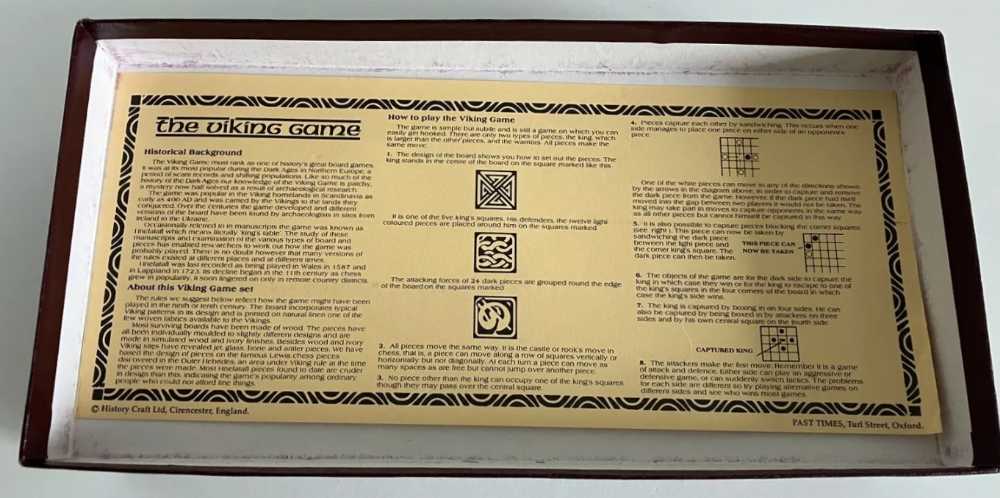 the viking game
Historical Background
The Viking Game must rank as one of history's great board games.
It was at its most popular during the Dark Ages in Northern Europe; a
period of scant records and shifting populations. Like so much of the
history of the Dark Ages our knowledge of the Viking Game is patchy,
a mystery now half solved as a result of archaeological research.
The game was popular in the Viking homelands in Scandinavia as
early as 400 AD and was carried by the Vikings to the lands they
conquered. Over the centuries the game developed and different
versions of the board have been found by archaeologists in sites from
Ireland to the Ukraine.
Occasionally referred to in manuscripts the game was known as
Hnefatafl which means literally 'king's table'. The study of these
manuscripts and examination of the various types of board and
pieces has enabled researchers to work out how the game was
probably played. There is no doubt however that many versions of
the rules existed at different places and at different times.
Hnefatafl was last recorded as being played in Wales in 1587 and
in Lappland in 1723. Its decline began in the 11th century as chess
grew in popularity, it soon lingered on only in remote country districts.
About this Viking Game set
The rules we suggest below reflect how the game might have been
played in the ninth or tenth century. The board incorporates typical
Viking patterns in its design and is printed on natural linen one of the
few woven fabrics available to the Vikings.
Most surviving boards have been made of wood. The pieces have
all been individually moulded to slightly different designs and are
made in simulated wood and ivory finishes. Besides wood and ivory
Viking sites have revealed jet, glass, bone and antler pieces. We have
based the design of pieces on the famous Lewis chess pieces
discovered in the Outer Hebrides, an area under Viking rule at the time
the pieces were made. Most Hnefatafl pieces found to date are cruder
in design than this indicating the game's popularity among ordinary
people who could not afford fine things.
© History Craft Ltd, Cirencester, England.
How to play the Viking Game
The game is simple but subtle and is still a game on which you can
easily get hooked. There are only two types of pieces, the king, which
is larger than the other pieces, and the warriors. All pieces make the
same move.
1. The design of the board shows you how to set out the pieces. The
king stands in the centre of the board on the square marked like this
It is one of the five king's squares. His defenders, the twelve light
coloured pieces are placed around him on the squares marked
The attacking forces of 24 dark pieces are grouped round the edge
of the board on the squares marked
2. All pieces move the same way. It is the castle or rook's move in
chess, that is, a piece can move along a row of squares vertically or
horizontally but not diagonally. At each turn a piece can move as
many spaces as are free but cannot jump over another piece.
3. No piece other than the king can occupy one of the king's squares
though they may pass over the central square.
4. Pieces capture each other by sandwiching. This occurs when one
side manages to place one piece on either side of an opponent's
piece.
One of the white pieces can move in any of the directions shown
by the arrows in the diagram above, in order to capture and remove
the dark piece from the game. However, if the dark piece had itself
moved into the gap between two players it would not be taken. The
king may take part in moves to capture opponents in the same way
as all other pieces but cannot himself be captured in this way.
5. It is also possible to capture pieces blocking the corner squares
(see right). This piece can now be taken by
sandwiching the dark piece
between the light piece and
the corner king's square. The
dark piece can then be taken.
THIS PIECE CAN
NOW BE TAKEN
6. The objects of the game are for the dark side to capture the
king in which case they win or for the king to escape to one of
the king's squares in the four corners of the board in which
case the king's side wins.
7. The king is captured by boxing in on four sides. He can
also be captured by being boxed in by attackers on three
sides and by his own central square on the fourth side.
CAPTURED KING
8. The attackers make the first move. Remember it is a game
of attack and defence. Either side can play an aggressive or
defensive game, or can suddenly switch tactics. The problems
for each side are different so try playing alternative games on
different sides and see who wins most games.
PAST TIMES, Turl Street, Oxford.